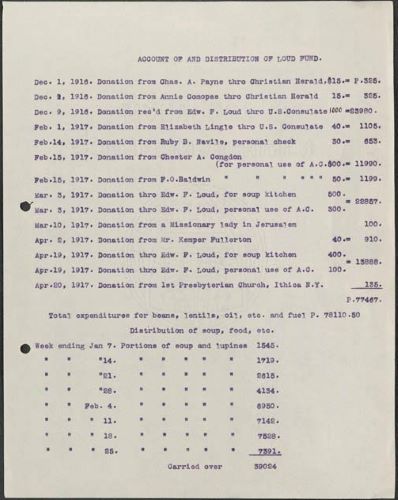 ACCOUNT OF AND DISTRIBUTION OF LOUD FUND.
Dec. 1, 1916. Donation from Chas. A. Payne thro Christian Herald, $15.= P.325.
Dec. 2, 1916. Donation from Annie Conopas thro Christian Herald 15.= 325.
Dec. 9, 1916. Donation rec'd from Edw. F. Loud thro U.S.Consulate 1000 =23980.
Feb. 1, 1917. Donation from Elizabeth Lingle thro U.S. Consulate 40.= 1105.
Feb.14, 1917. Donation from Ruby B. Havile, personal check 30.= 653.
Feb.15, 1917. Donation from Chester A. Congdon
(for personal use of A.C. 500.= 11990.
Feb.15, 1917. Donation from F.O.Baldwin " " " " " 50.= 1199.
Mar. 3, 1917. Donation thro Edw. F. Loud, for soup kitchen 500.
= 22857.
Mar. 3, 1917. Donation thro Edw. F. Loud, personal use of A.C. 500.
Mar.10, 1917. Donation from a Missionary lady in Jerusalem 100.
Apr. 2, 1917. Donation from Mr. Kemper Fullerton 40.= 910.
Apr.19, 1917. Donation thro Edw. F. Loud, for soup kitchen 400.
= 13888.
Apr.19, 1917. Donation thro Edw. F. Loud, personal use of A.C. 100.
Apr.20, 1917. Donation from 1st Presbyterian Church, Ithica N.Y. 135.
P.77467.
Total expenditures for beans, lentils, oil, etc. and fuel P. 78110.50
Distribution of soup, food, etc.
Week ending Jan 7. Portions of soup and lupines 1545.
" " "14. " " " " " 1719.
" " "21. " " " " " 2615.
" " "28. " " " " " 4134.
" " Feb. 4. " " " " " 6930.
" " " 11. " " " " " 7142.
" " " 18. " " " " " 7528.
" " " 25. " " " " " 7391.
Carried over 39024